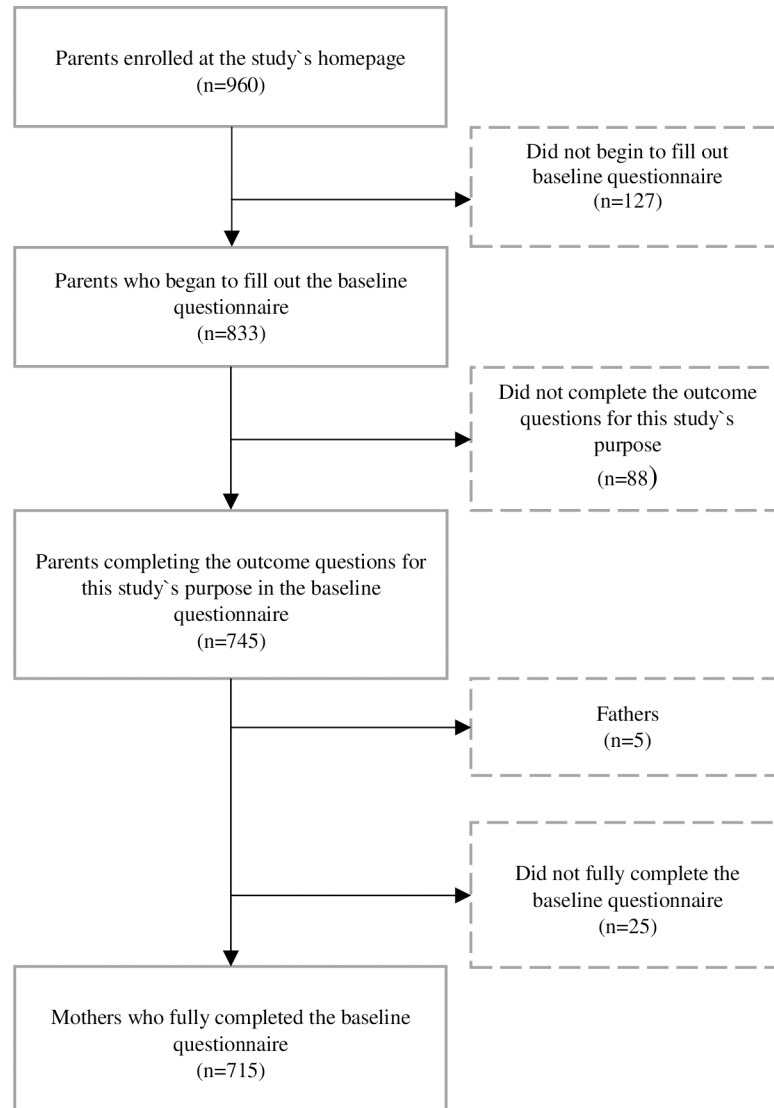 Parents enrolled at the study`s homepage
(n=960)
Did not begin to fill out
baseline questionnaire
(n=127)
Parents who began to fill out the baseline
questionnaire
(n=833)
Did not complete the outcome
questions for this study`s
purpose
(n=88)
Parents completing the outcome questions for
this study`s purpose in the baseline
questionnaire
(n=745)
Fathers
(n=5)
Did not fully complete the
baseline questionnaire
(n=25)
Mothers who fully completed the baseline
questionnaire
(n=715)